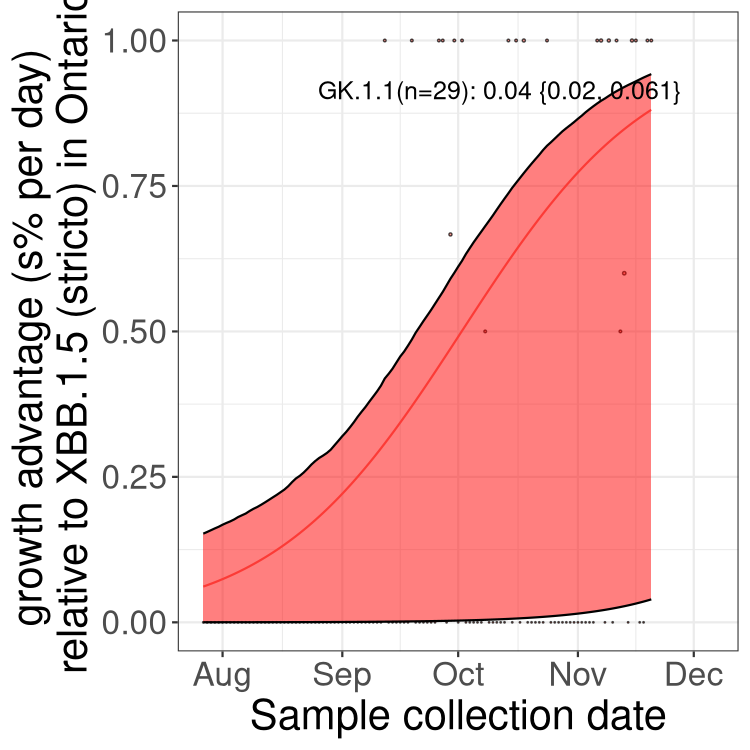 growth advantage (s% per day)
relative to XBB.1.5 (stricto) in Ontario
1.00
0.75
0.50
0.25
0.00
GK.1.1(n=29): 0.04 {0.02, 0.061}
Aug Sep Oct Nov Dec
Sample collection date